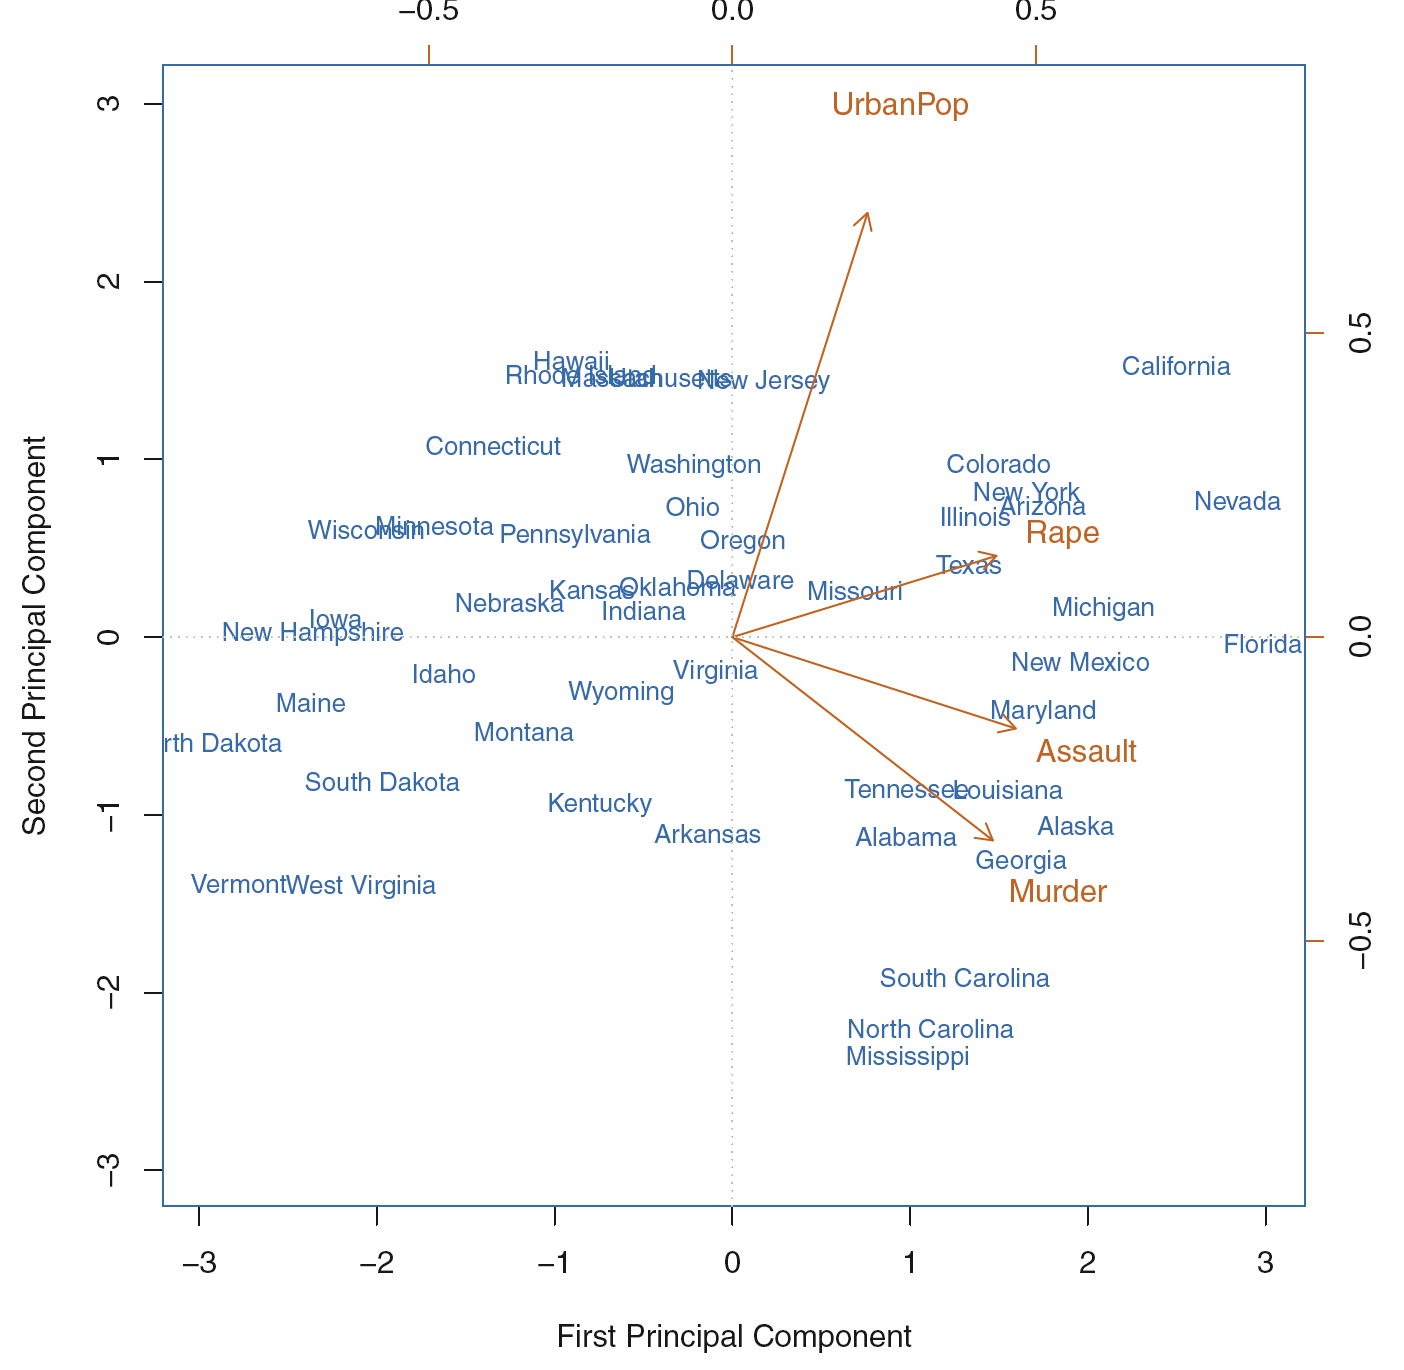 −0.5 0.0 0.5
UrbanPop
3
2
1
0
−1
−2
−3
0.5
0.0
−0.5
Second Principal Component
Hawaii
Rhode Island
Massachusetts
Utah
New Jersey
California
Connecticut
Washington
Colorado
New York
Nevada
Arizona
Ohio
Illinois
Wisconsin
Minnesota
Pennsylvania
Oregon
Rape
Texas
Delaware
Kansas
Oklahoma
Missouri
Nebraska
Indiana
Michigan
Iowa
New Hampshire
Florida
New Mexico
Virginia
Idaho
Wyoming
Maine
Maryland
Montana
rth Dakota
Assault
South Dakota
Tennessee
Louisiana
Kentucky
Alaska
Arkansas
Alabama
Georgia
Vermont
West Virginia
Murder
South Carolina
North Carolina
Mississippi
−3 −2 −1 0 1 2 3
First Principal Component